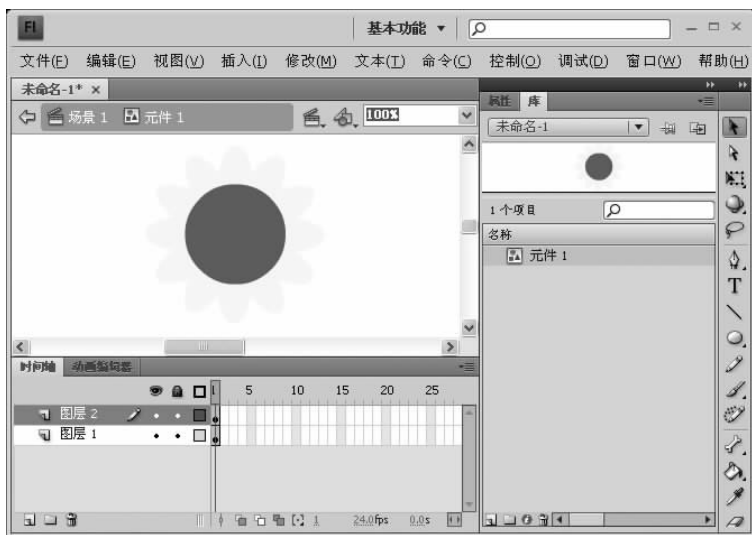 Fl 基本功能
文件(F) 编辑(E) 视图(V) 插入(I) 修改(M) 文本(T) 命令(C) 控制(O) 调试(D) 窗口(W) 帮助(H)
未命名-1* ×
场景 1 元件 1 100%
属性 库
未命名-1
1 个项目
名称
元件 1
时间轴 动画编辑器
1 5 10 15 20 25
图层 2
图层 1
1 24.0fps 0.0s
T